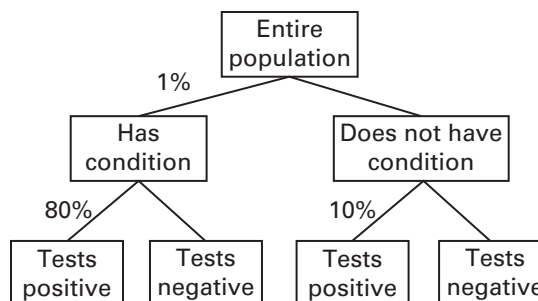 Entire
population
1%
Has
condition
Does not have
condition
80%
10%
Tests
positive
Tests
negative
Tests
positive
Tests
negative